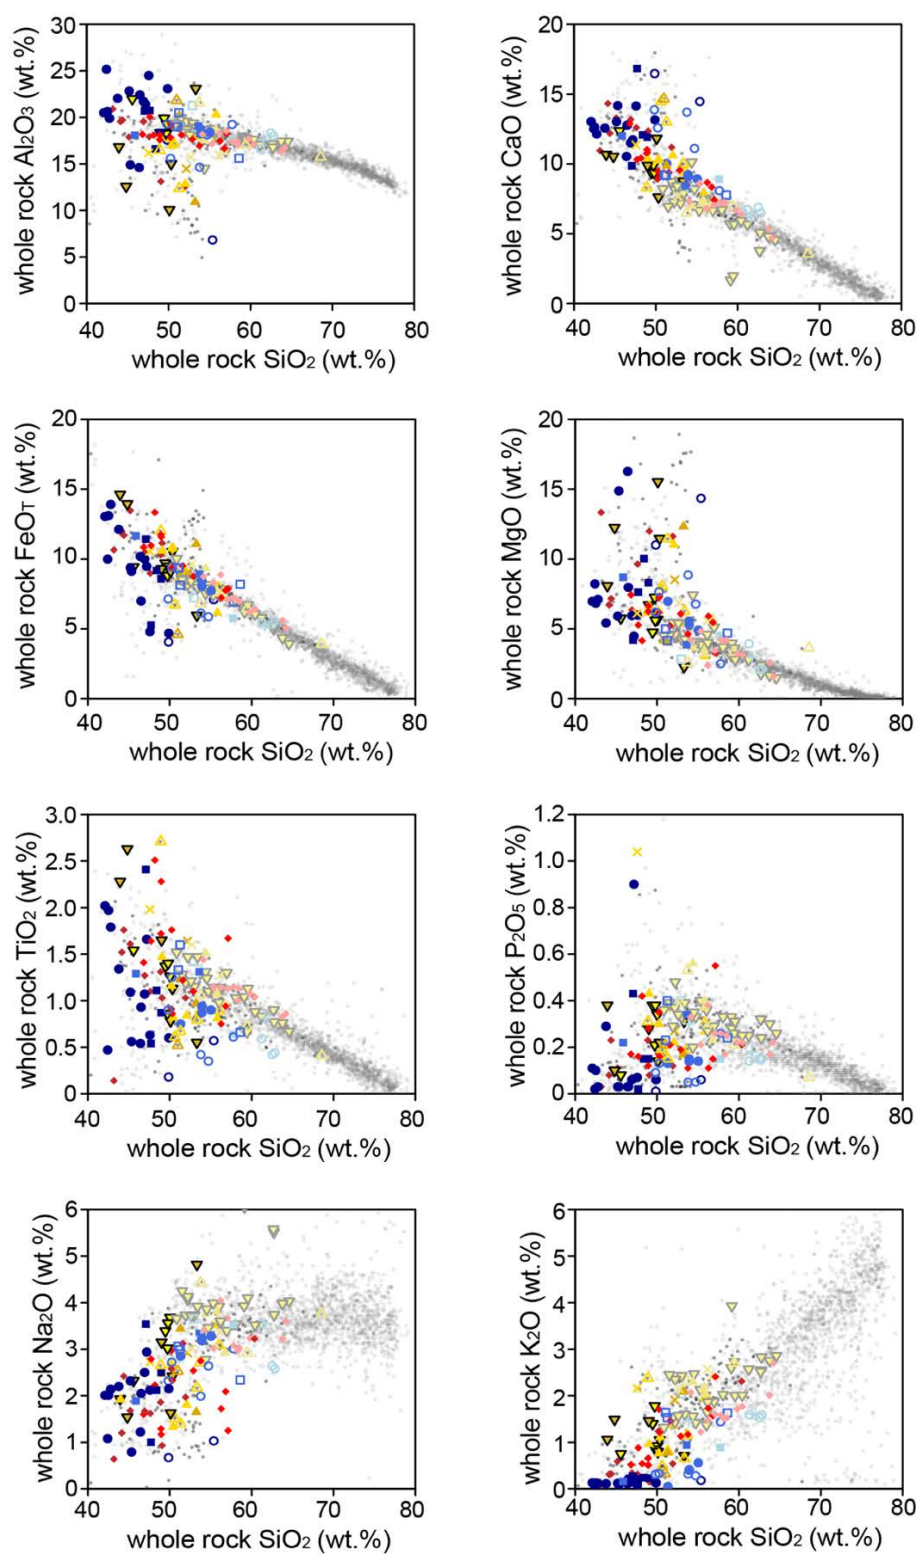 whole rock Al2O3 (wt.%)
30
25
20
15
10
5
0
40 50 60 70 80
whole rock SiO2 (wt.%)
whole rock CaO (wt.%)
20
15
10
5
0
40 50 60 70 80
whole rock SiO2 (wt.%)
whole rock FeOT (wt.%)
20
15
10
5
0
40 50 60 70 80
whole rock SiO2 (wt.%)
whole rock MgO (wt.%)
20
15
10
5
0
40 50 60 70 80
whole rock SiO2 (wt.%)
whole rock TiO2 (wt.%)
3.0
2.5
2.0
1.5
1.0
0.5
0
40 50 60 70 80
whole rock SiO2 (wt.%)
whole rock P2O5 (wt.%)
1.2
1.0
0.8
0.6
0.4
0.2
0
40 50 60 70 80
whole rock SiO2 (wt.%)
whole rock Na2O (wt.%)
6
5
4
3
2
1
0
40 50 60 70 80
whole rock SiO2 (wt.%)
whole rock K2O (wt.%)
6
5
4
3
2
1
0
40 50 60 70 80
whole rock SiO2 (wt.%)